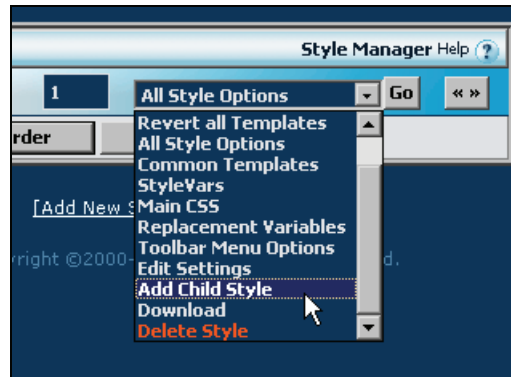 Style Manager Help ?
1 All Style Options Go « »
rder
Revert all Templates
All Style Options
Common Templates
StyleVars
[Add New S
Main CSS
Replacement Variables
Toolbar Menu Options
right ©2000- d.
Edit Settings
Add Child Style
Download
Delete Style